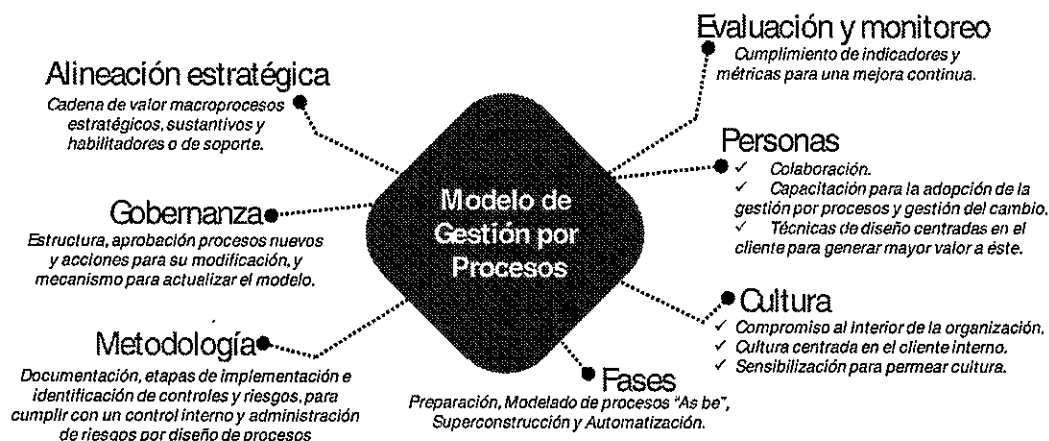 Evaluación y monitoreo
Cumplimiento de indicadores y
métricas para una mejora continua.
Alineación estratégica
Cadena de valor macroprocesos
estratégicos, sustantivos y
habilitadores o de soporte.
Personas
✓ Colaboración.
✓ Capacitación para la adopción de la
gestión por procesos y gestión del cambio.
✓ Técnicas de diseño centradas en el
cliente para generar mayor valor a éste.
Modelo de
Gestión por
Procesos
Gobernanza
Estructura, aprobación procesos nuevos
y acciones para su modificación, y
mecanismo para actualizar el modelo.
Cultura
✓ Compromiso al interior de la organización.
✓ Cultura centrada en el cliente interno.
✓ Sensibilización para permear cultura.
Metodología
Documentación, etapas de implementación e
identificación de controles y riesgos, para
cumplir con un control interno y administración
de riesgos por diseño de procesos
Fases
Preparación, Modelado de procesos "As be",
Superconstrucción y Automatización.